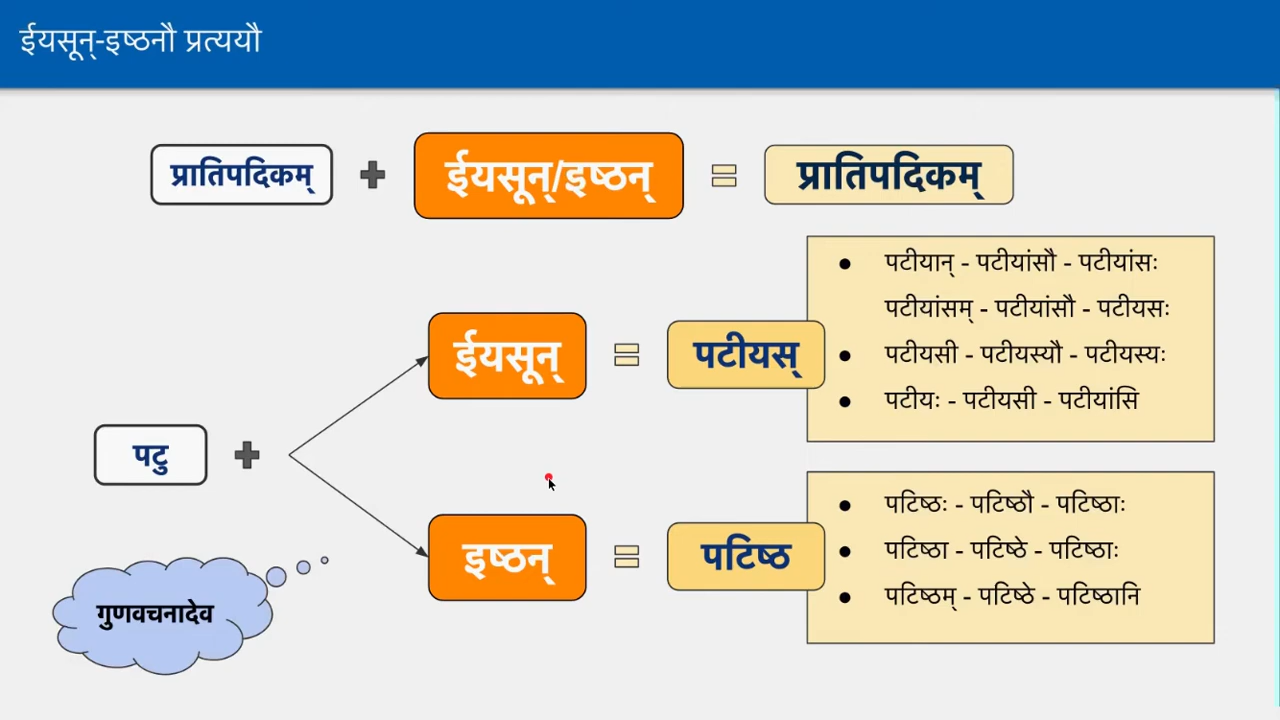 ईयसून्-इष्ठनौ प्रत्ययौ
प्रातिपदिकम् + ईयसून्/इष्ठन् = प्रातिपदिकम्
पटीयान् - पटीयांसौ - पटीयांसः
पटीयांसम् - पटीयांसौ - पटीयसः
ईयसून् = पटीयस्
पटीयसी - पटीयस्यौ - पटीयस्यः
पटीयः - पटीयसी - पटीयांसि
पटु +
पटिष्ठः - पटिष्ठौ - पटिष्ठाः
इष्ठन् = पटिष्ठ
पटिष्ठा - पटिष्ठे - पटिष्ठाः
पटिष्ठम् - पटिष्ठे - पटिष्ठानि
गुणवचनादेव